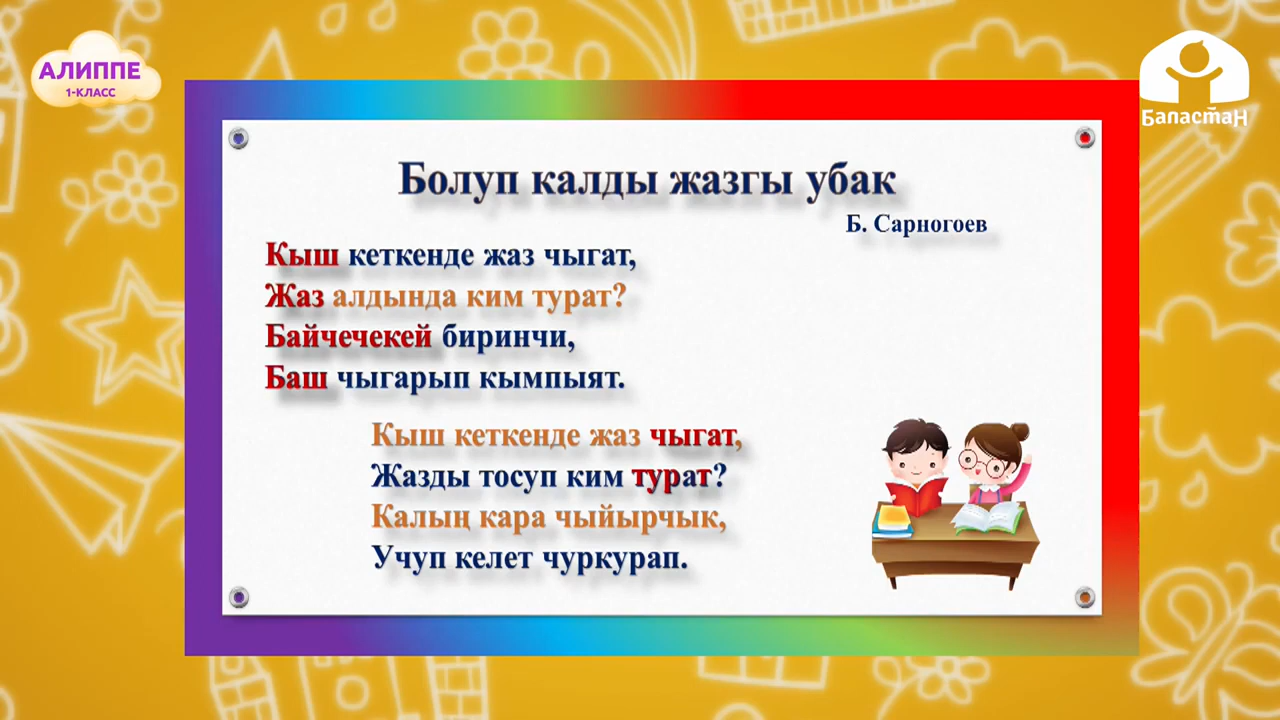 АЛИППЕ
1-КЛАСС
Баластан
Болуп калды жазгы убак
Б. Сарногоев
Кыш кеткенде жаз чыгат,
Жаз алдында ким турат?
Байчечекей биринчи,
Баш чыгарып кымпыят.
Кыш кеткенде жаз чыгат,
Жазды тосуп ким турат?
Калың кара чыйырчык,
Учуп келет чуркурап.